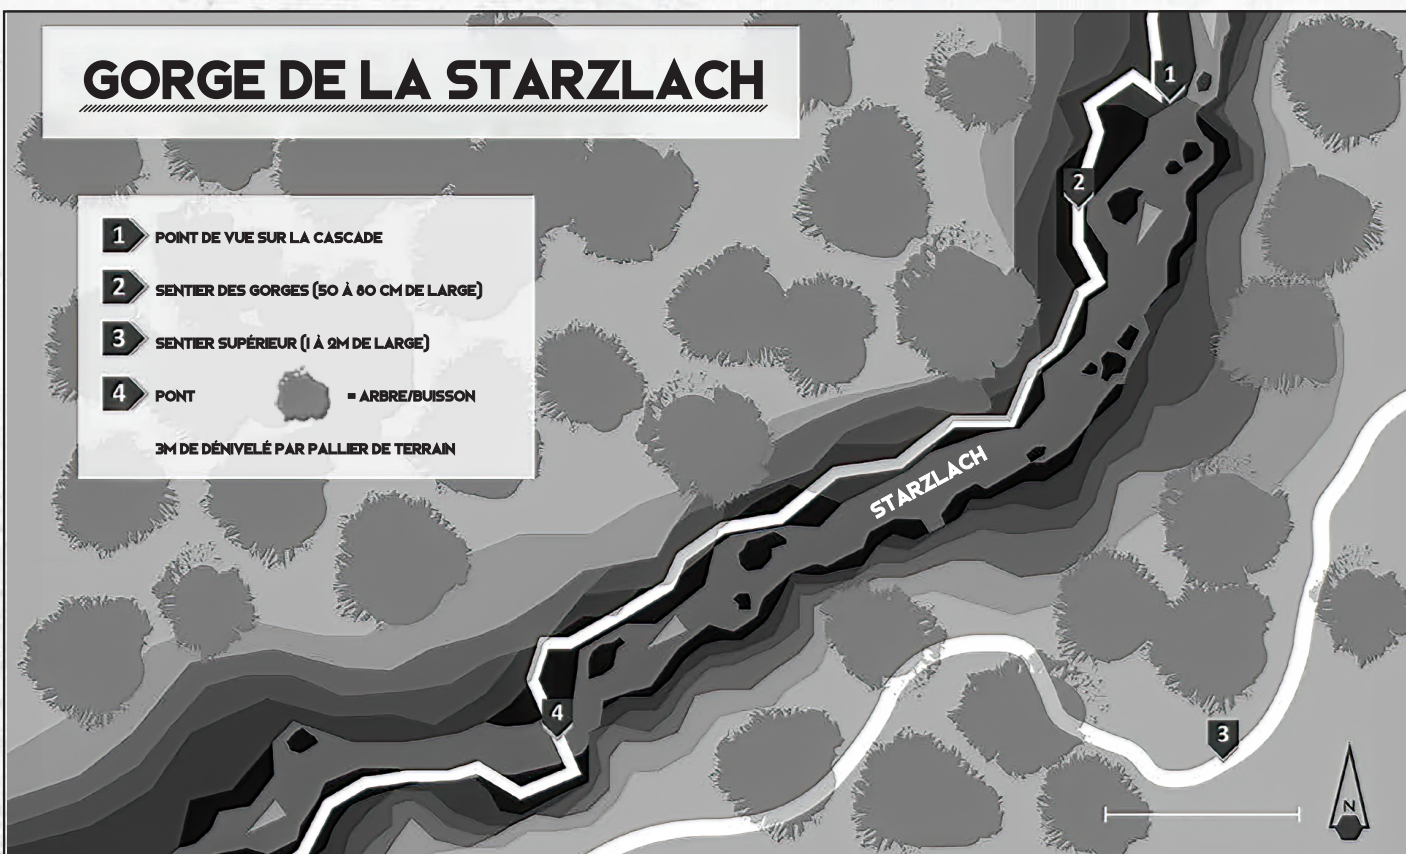 GORGE DE LA STARZLACH
1 POINT DE VUE SUR LA CASCADE
2 SENTIER DES GORGES (50 À 80 CM DE LARGE)
3 SENTIER SUPÉRIEUR (1 À 2M DE LARGE)
4 PONT = ARBRE/BUISSON
3M DE DÉNIVELÉ PAR PALLIER DE TERRAIN
1
2
STARZLACH
4
3
N